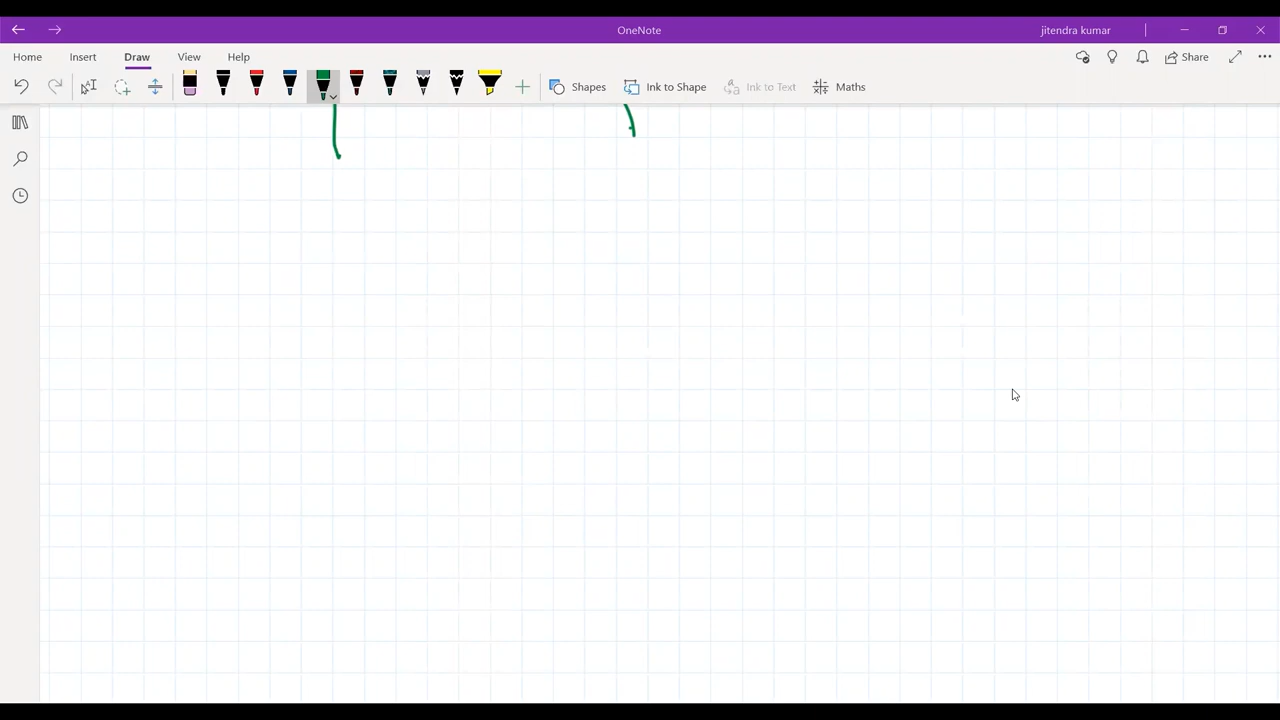 OneNote
jitendra kumar
Home Insert Draw View Help
Share
Shapes Ink to Shape Ink to Text Maths